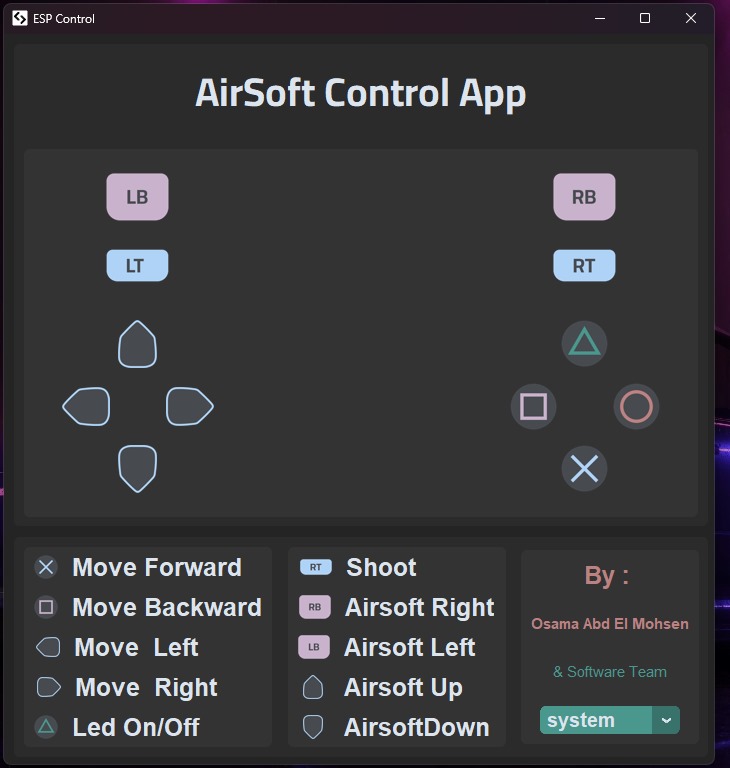 ESP Control
AirSoft Control App
LB
RB
LT
RT
Move Forward
Move Backward
Move Left
Move Right
Led On/Off
RT Shoot
RB Airsoft Right
LB Airsoft Left
Airsoft Up
AirsoftDown
By :
Osama Abd El Mohsen
& Software Team
system